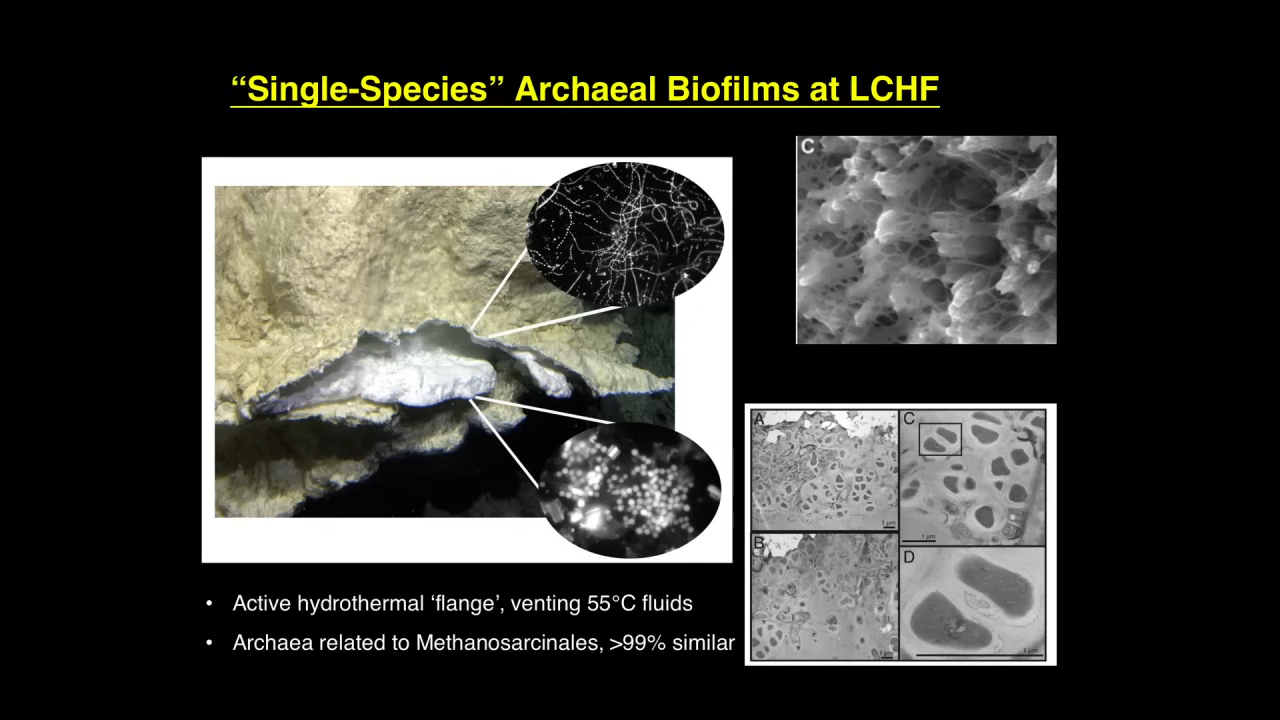 “Single-Species” Archaeal Biofilms at LCHF
C
A
C
1 µm
1 µm
B
D
1 µm
1 µm
• Active hydrothermal ‘flange’, venting 55°C fluids
• Archaea related to Methanosarcinales, >99% similar